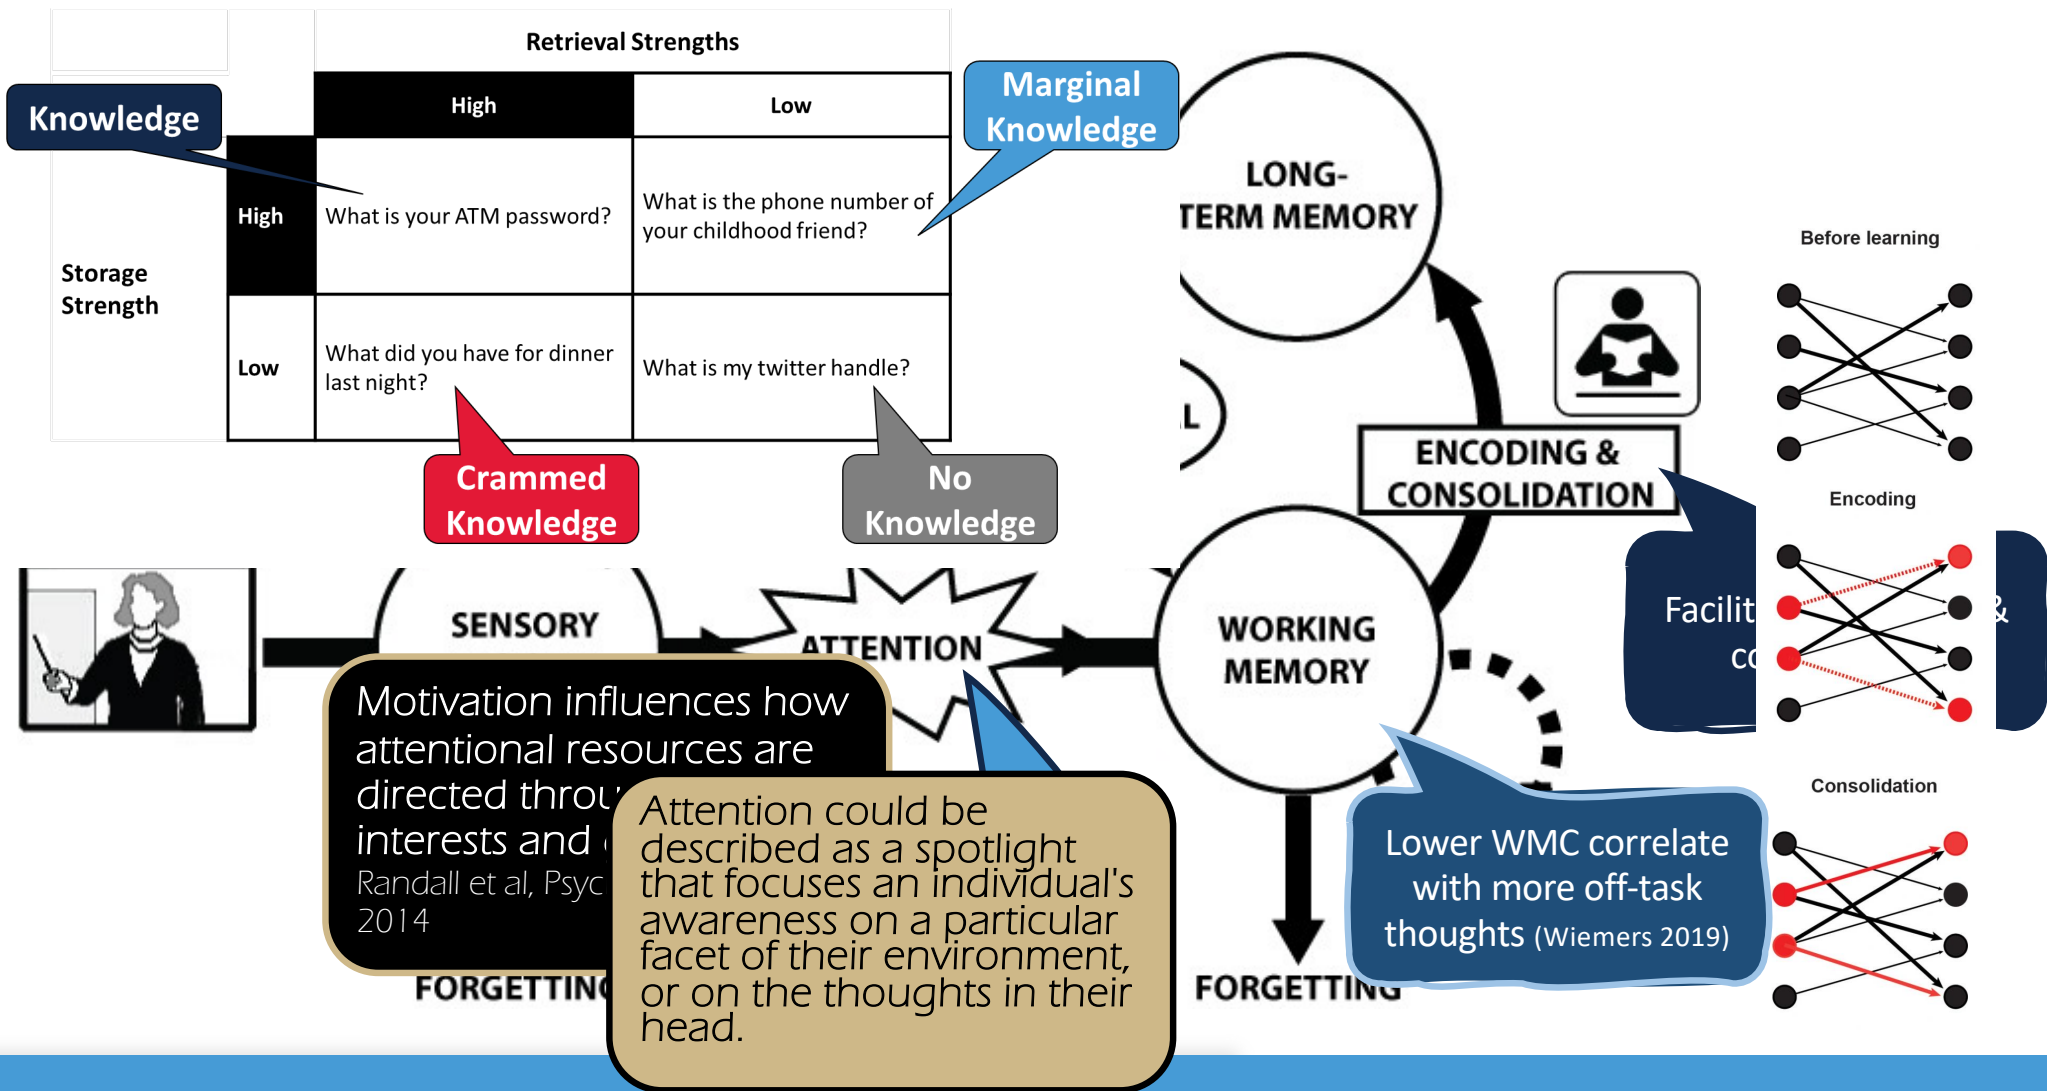 Retrieval Strengths
High
Low
Knowledge
Marginal
Knowledge
Storage
Strength
High
What is your ATM password?
What is the phone number of
your childhood friend?
Low
What did you have for dinner
last night?
What is my twitter handle?
Crammed
Knowledge
No
Knowledge
LONG-
TERM MEMORY
L
ENCODING &
CONSOLIDATION
Before learning
Encoding
Consolidation
SENSORY
ATTENTION
WORKING
MEMORY
&
Motivation influences how
attentional resources are
directed
interests and
Randall et al,
2014
Attention could be
described as a spotlight
that focuses an individual's
awareness on a particular
facet of their environment,
or on the thoughts in their
head.
Lower WMC correlate
with more off-task
thoughts (Wiemers 2019)
FORGETTING
FORGETTING